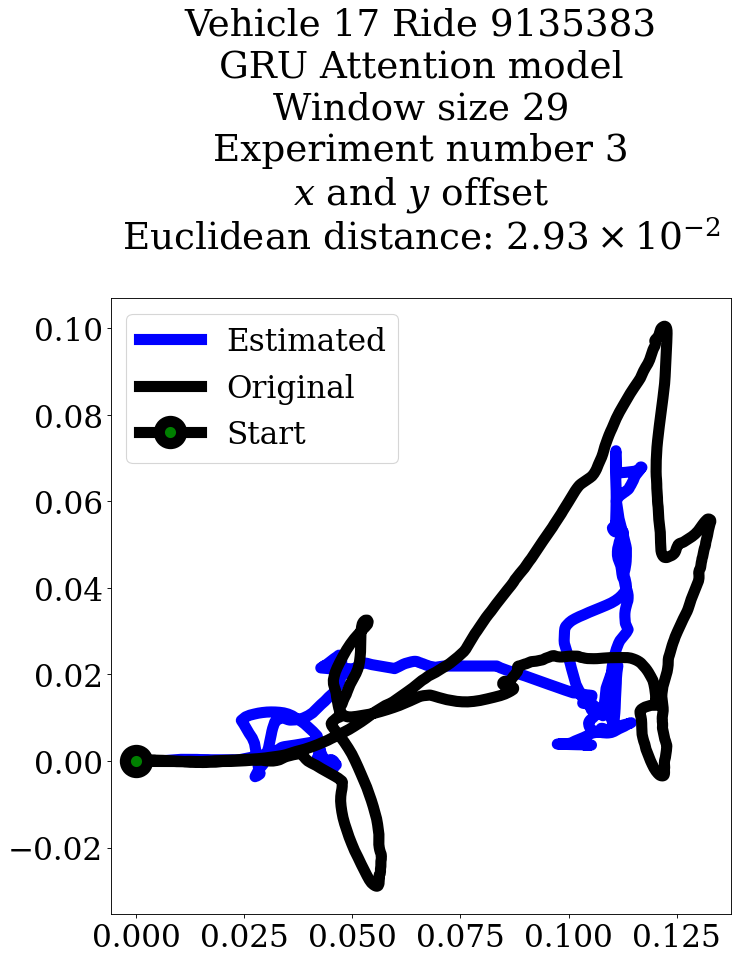 Vehicle 17 Ride 9135383
GRU Attention model
Window size 29
Experiment number 3
x and y offset
Euclidean distance: 2.93 × 10⁻²
Estimated
Original
Start
0.10
0.08
0.06
0.04
0.02
0.00
−0.02
0.000 0.025 0.050 0.075 0.100 0.125